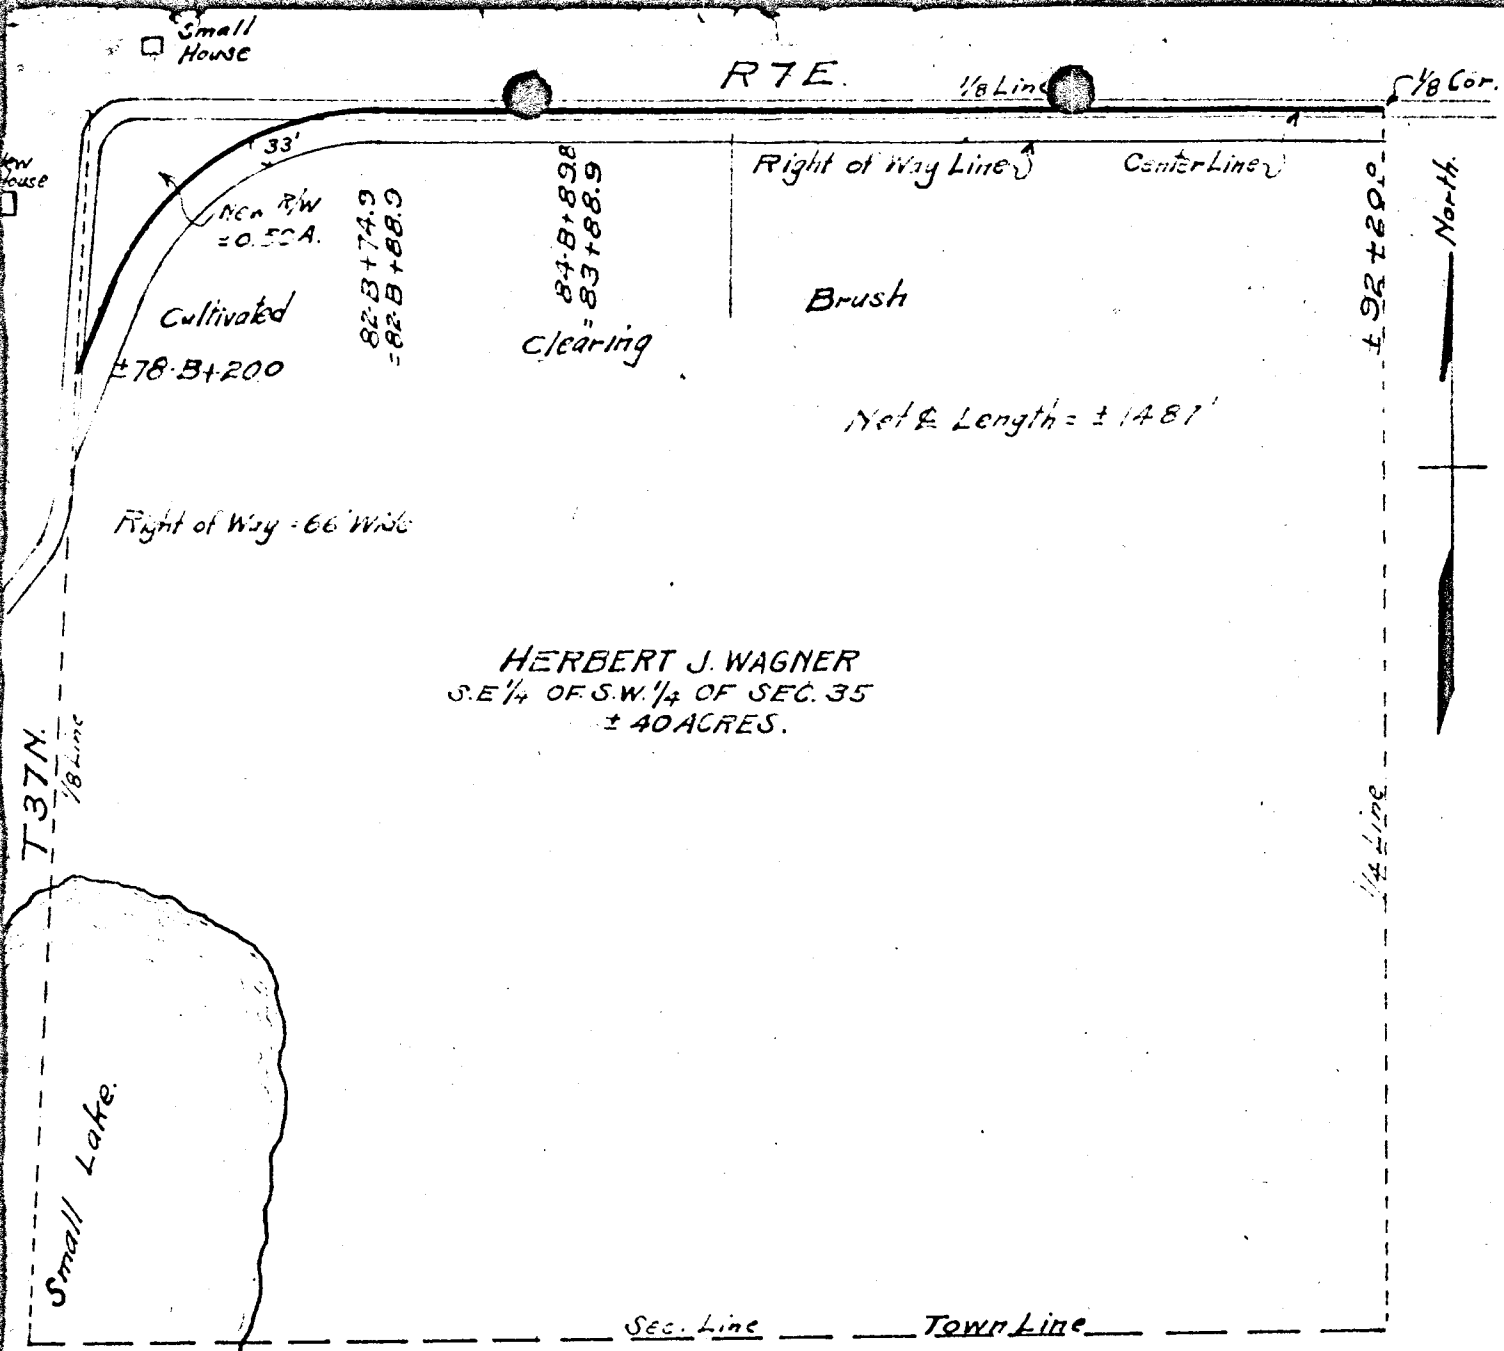 Small
House
R7E.
1/8 Line
1/8 Cor.
House
33'
Right of Way Line
Center Line
New R/W
=0.50A.
82-B+74.9
=82-B+88.9
84-B+89.8
=83+88.9
±92+20.0
North.
Cultivated
±78-B+200
Clearing
Brush
Net ℄ Length = ±1487'
Right of Way = 66' Wide
HERBERT J. WAGNER
S.E 1/4 OF S.W. 1/4 OF SEC. 35
± 40 ACRES.
T37N.
1/8 Line
1/4 Line
Small Lake.
Sec. Line
Town Line